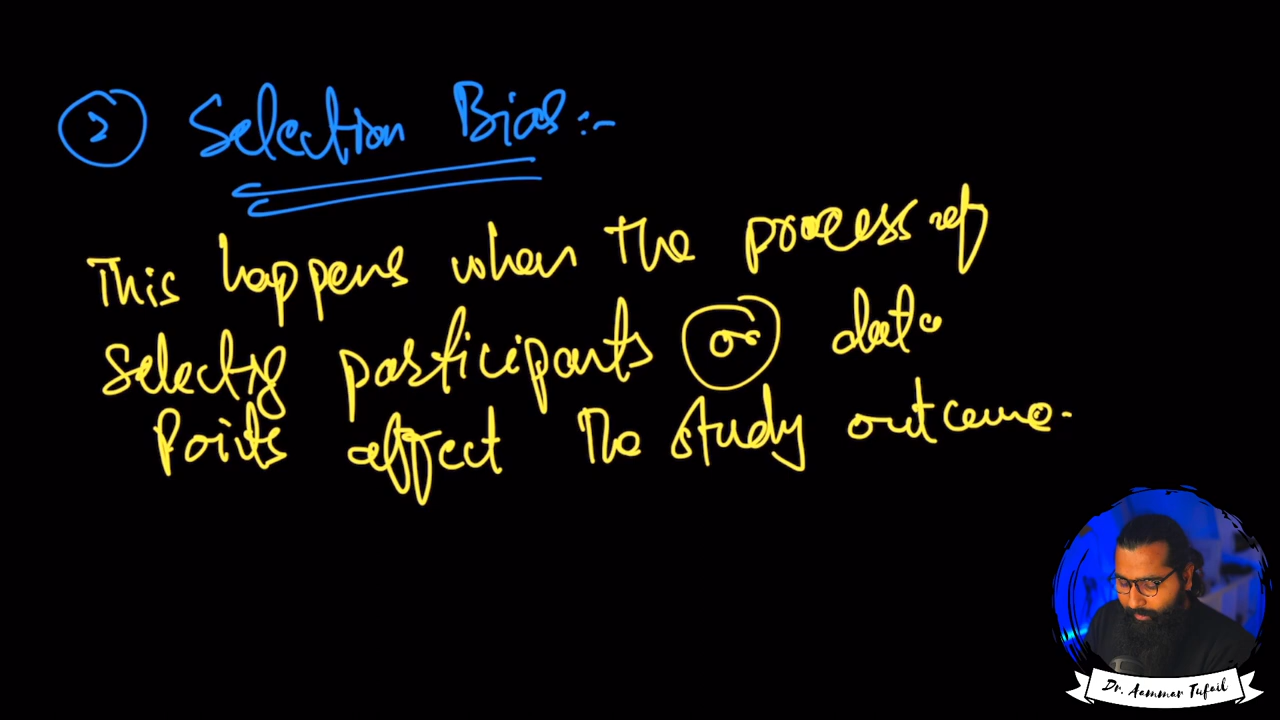 2 Selection Bias:-
This happens when the process of
Selecting participants or data
Points affect the study outcome.
Dr. Aammar Tufail